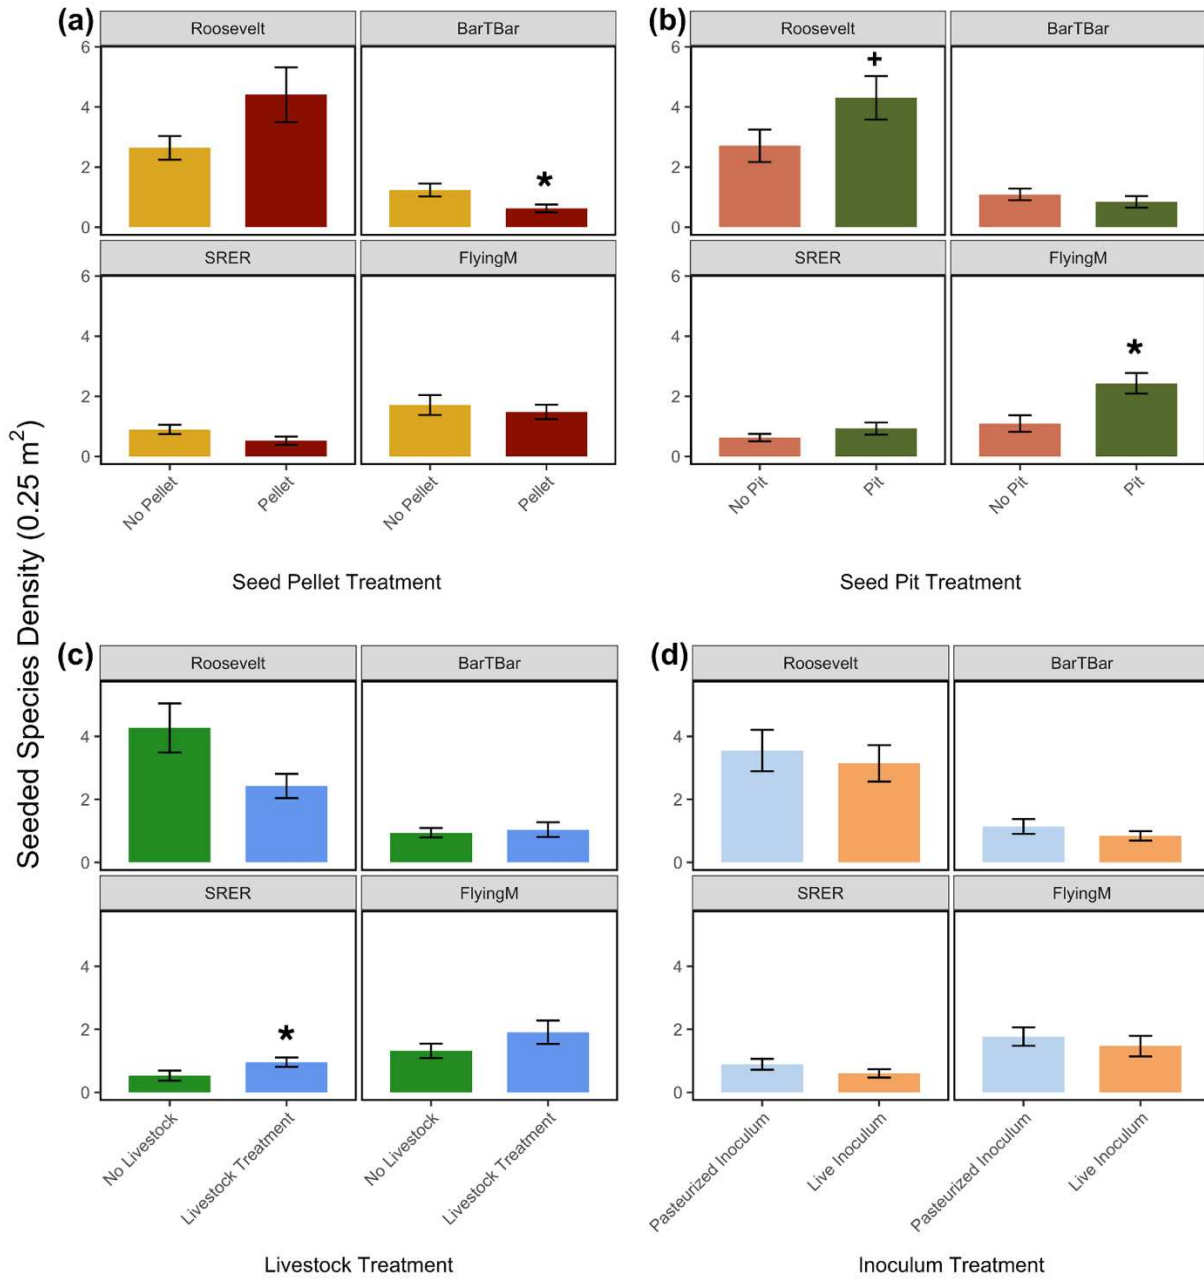 (a)
Roosevelt
BarTBar
6
4
2
0
SRER
FlyingM
6
4
2
0
No Pellet
Pellet
No Pellet
Pellet
Seed Pellet Treatment
(b)
Roosevelt
BarTBar
6
+
4
2
0
*
SRER
FlyingM
6
4
*
2
0
No Pit
Pit
No Pit
Pit
Seed Pit Treatment
Seeded Species Density (0.25 m²)
(c)
Roosevelt
BarTBar
4
2
0
SRER
FlyingM
4
2
*
0
No Livestock
Livestock Treatment
No Livestock
Livestock Treatment
Livestock Treatment
(d)
Roosevelt
BarTBar
4
2
0
SRER
FlyingM
4
2
0
Pasteurized Inoculum
Live Inoculum
Pasteurized Inoculum
Live Inoculum
Inoculum Treatment